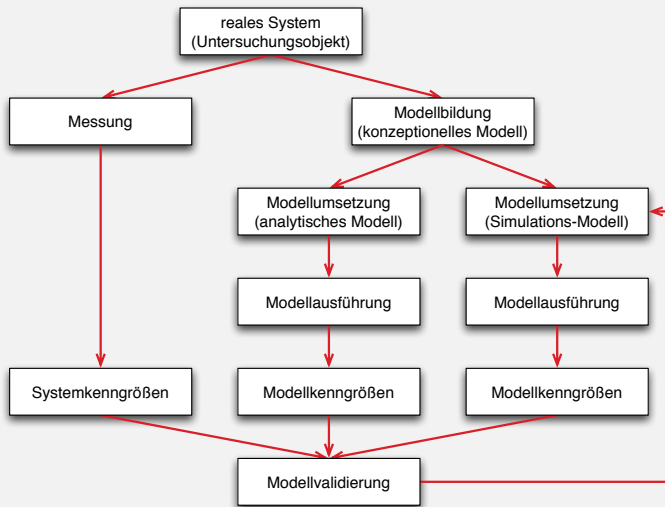 reales System
(Untersuchungsobjekt)
Messung
Modellbildung
(konzeptionelles Modell)
Modellumsetzung
(analytisches Modell)
Modellumsetzung
(Simulations-Modell)
Modellausführung
Modellausführung
Systemkenngrößen
Modellkenngrößen
Modellkenngrößen
Modellvalidierung